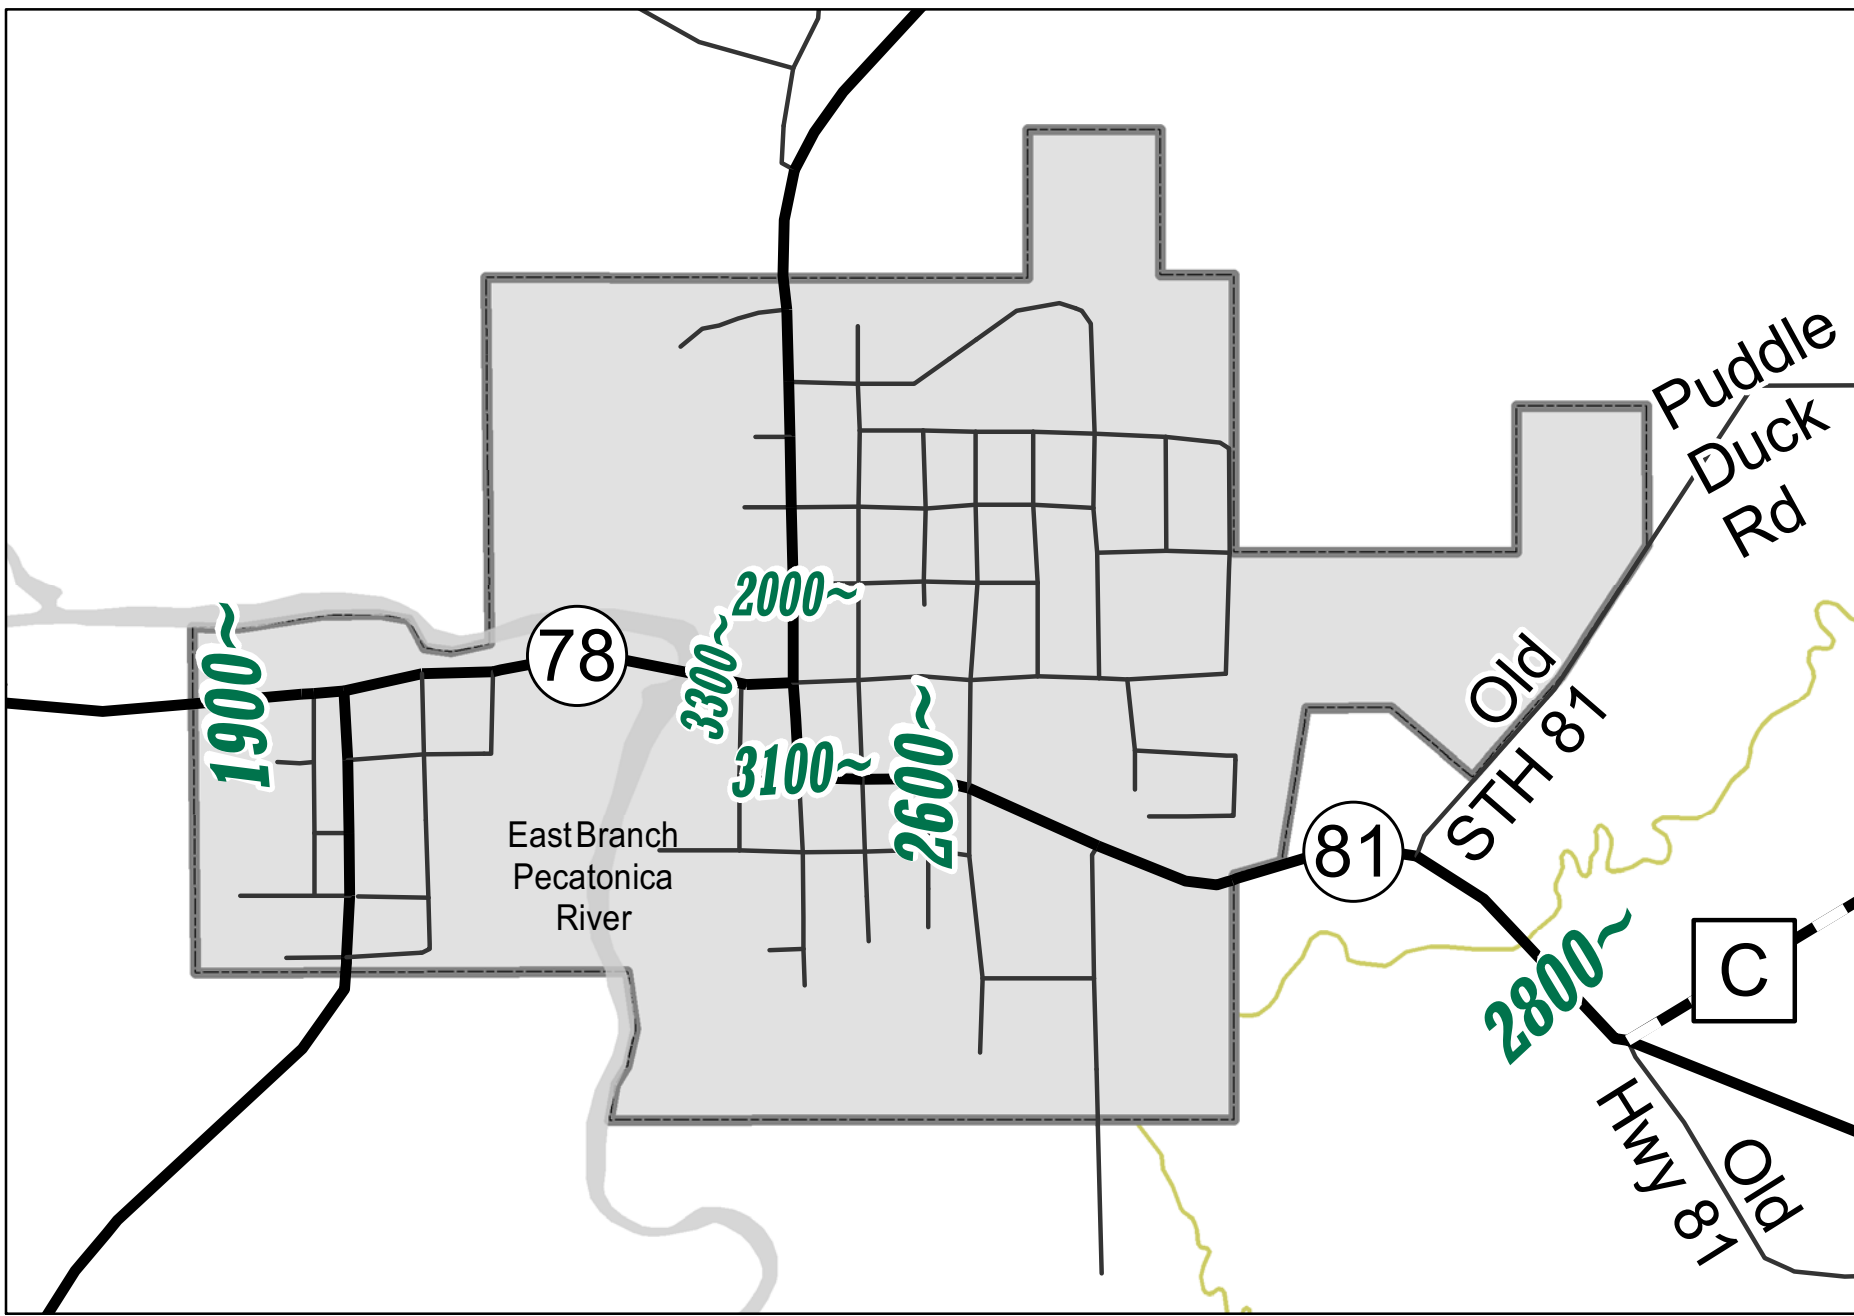 Puddle
Duck
Rd
2000~
1900~
78
3300~
Old
STH 81
3100~
2600~
East Branch
Pecatonica
River
81
2800~
C
Hwy 81
Old